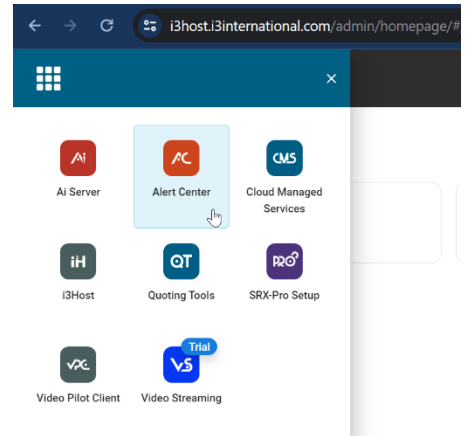 i3host.i3international.com/admin/homepage/#
Ai
AC
CMS
Ai Server
Alert Center
Cloud Managed
Services
iH
QT
PRO
i3Host
Quoting Tools
SRX-Pro Setup
Trial
VPC
VS
Video Pilot Client
Video Streaming